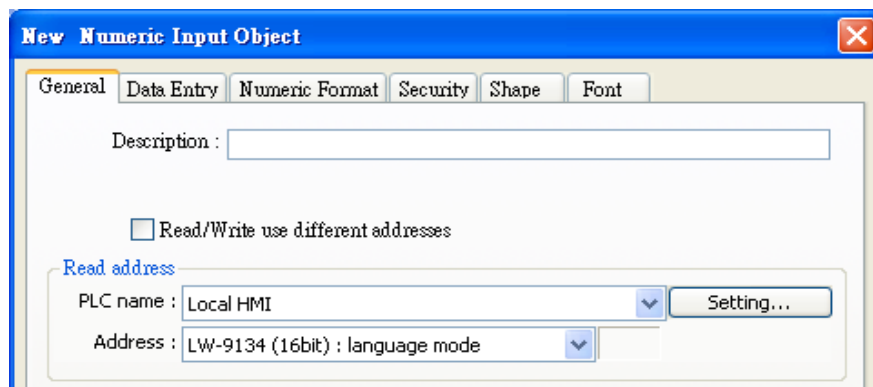 New Numeric Input Object
General Data Entry Numeric Format Security Shape Font
Description :
Read/Write use different addresses
Read address
PLC name : Local HMI Setting...
Address : LW-9134 (16bit) : language mode